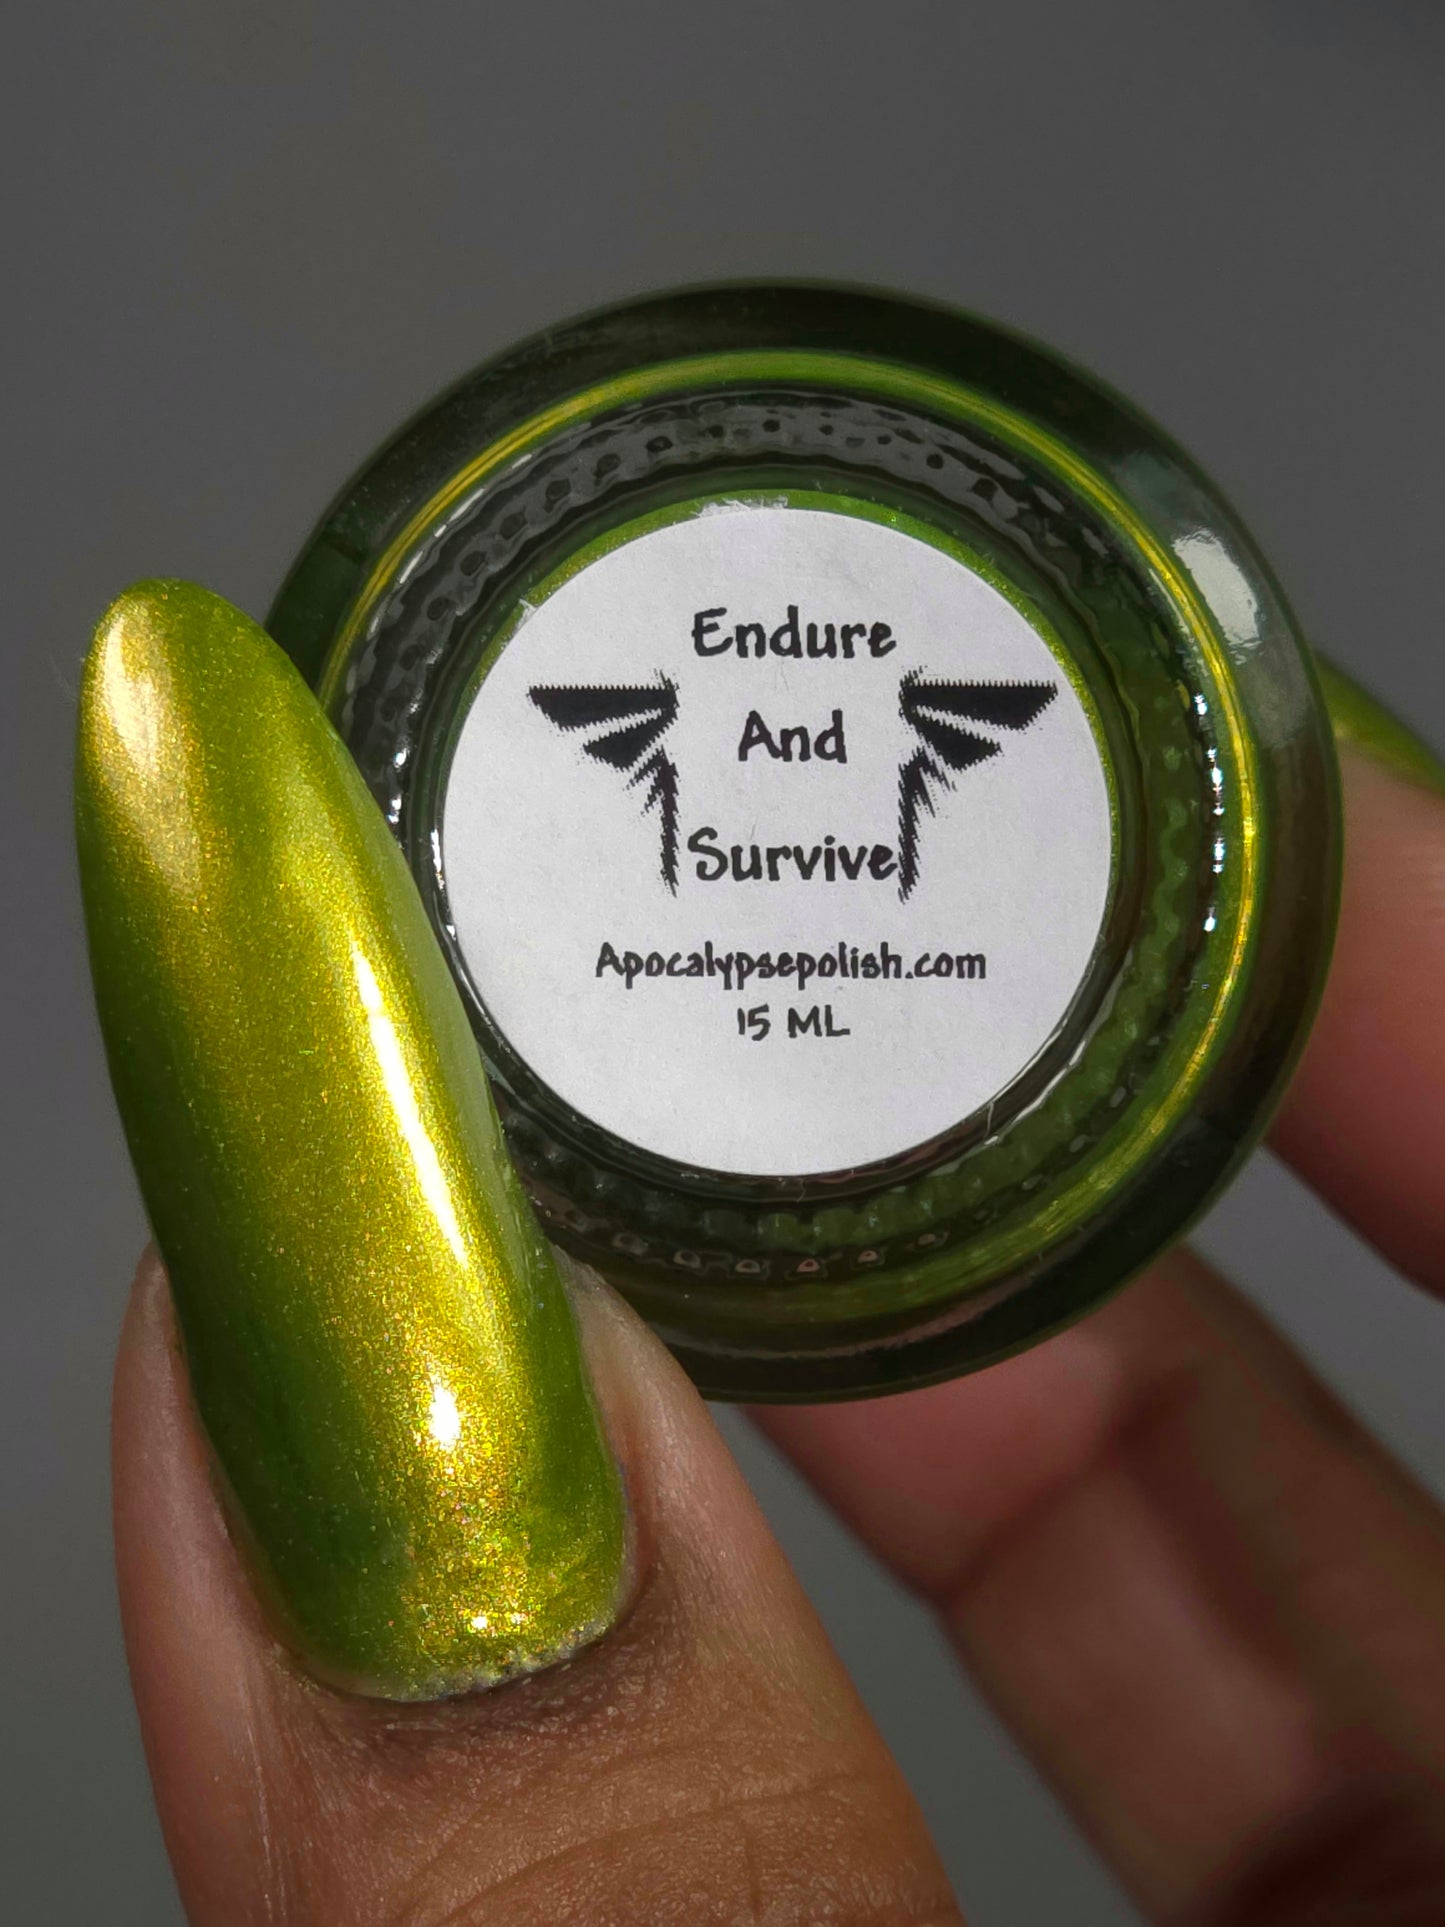 Endure
And
Survive
Apocalypsepolish.com
15 ML